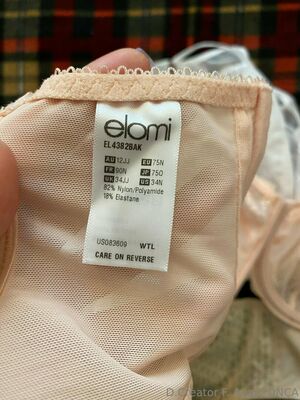 elomi
EL4382BAK
AU 12JJ EU 75N
FR 90N JP 75O
UK 34JJ US 34N
82% Nylon/Polyamide
18% Elastane
US083609 WTL
CARE ON REVERSE